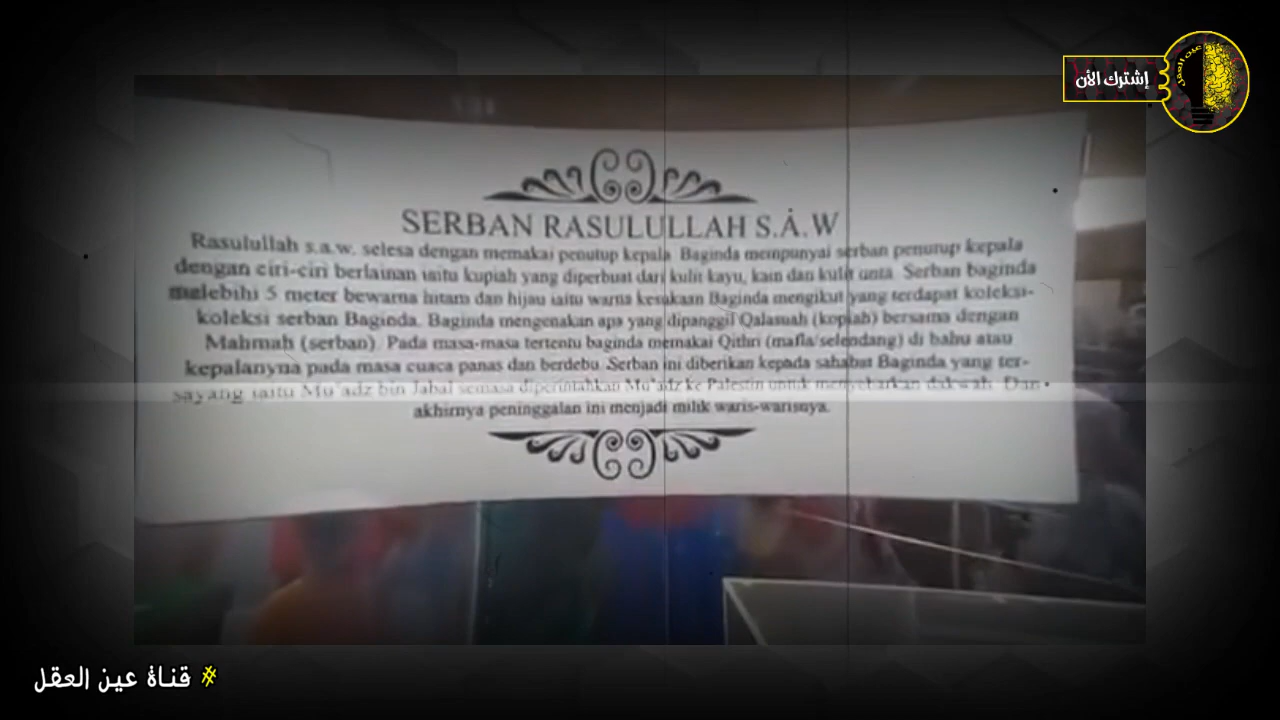 إشترك الأن
عين العقل
SERBAN RASULULLAH S.A.W
Rasulullah s.a.w. selesa dengan memakai penutup kepala. Baginda mempunyai serban penutup kepala
dengan ciri-ciri berlainan iaitu kupiah yang diperbuat dari kulit kayu, kain dan kulit unta. Serban baginda
melebihi 5 meter bewarna hitam dan hijau iaitu warna kesukaan Baginda mengikut yang terdapat koleksi-
koleksi serban Baginda. Baginda mengenakan apa yang dipanggil Qalasuah (kopiah) bersama dengan
Mahmah (serban). Pada masa-masa tertentu baginda memakai Qithri (mafla/selendang) di bahu atau
kepalanyna pada masa cuaca panas dan berdebu. Serban ini diberikan kepada sahabat Baginda yang ter-
sayang iaitu Mu'adz bin Jabal semasa diperintahkan Mu'adz ke Palestin untuk menyebarkan dakwah. Dan
akhirnya peninggalan ini menjadi milik waris-warisnya.
# قناة عين العقل